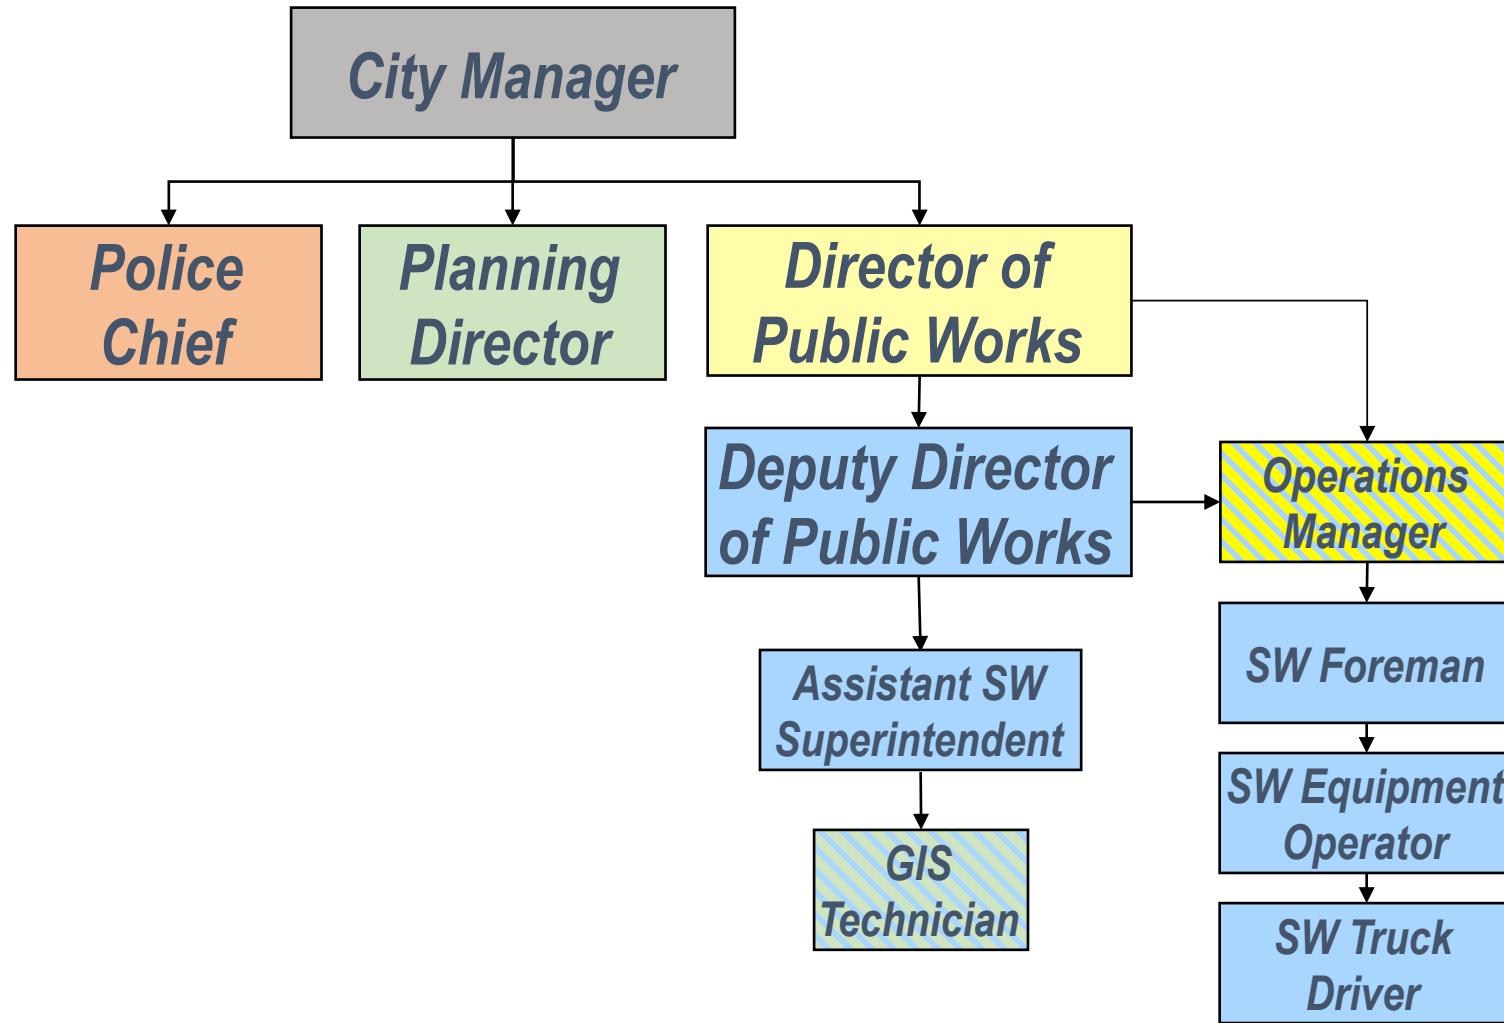 City Manager
Police
Chief
Planning
Director
Director of
Public Works
Deputy Director
of Public Works
Operations
Manager
Assistant SW
Superintendent
SW Foreman
SW Equipment
Operator
GIS
Technician
SW Truck
Driver